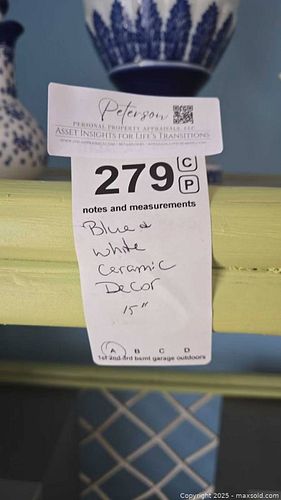 Peterson
PERSONAL PROPERTY APPRAISALS, LLC
ASSET INSIGHTS FOR LIFE'S TRANSITIONS
279 C
P
notes and measurements
Blue &
White
Ceramic
Decor
15"
A B C D
1st 2nd 3rd bsmt garage outdoors
Copyright 2025 - maxsold.com